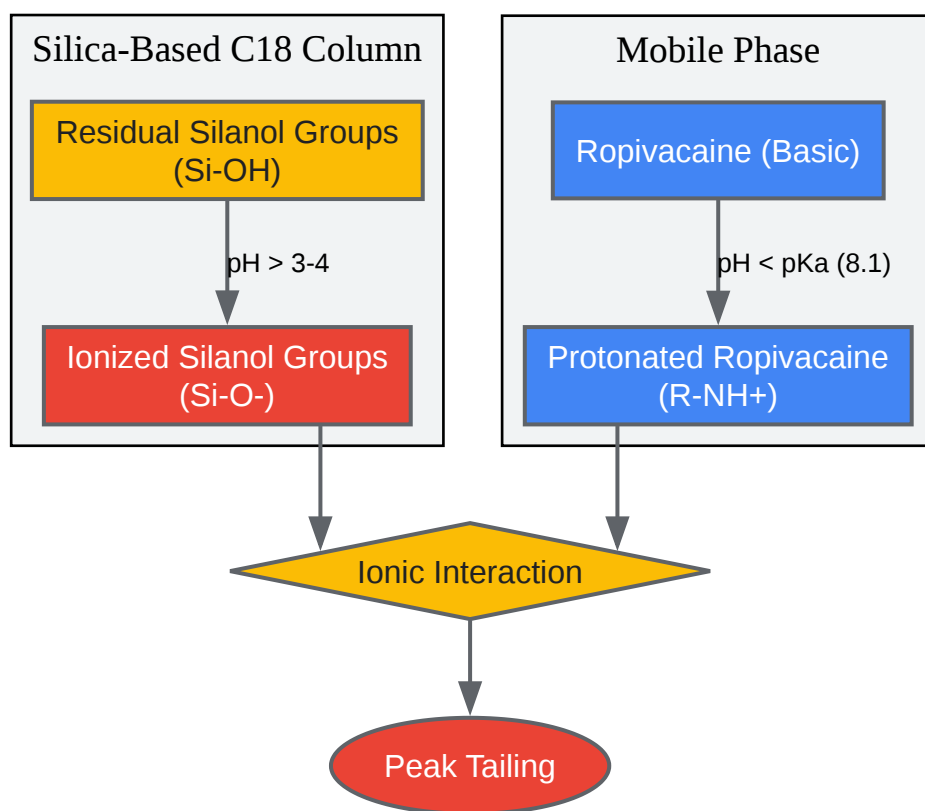 Silica-Based C18 Column
Residual Silanol Groups
(Si-OH)
pH > 3-4
Ionized Silanol Groups
(Si-O-)
Mobile Phase
Ropivacaine (Basic)
pH < pKa (8.1)
Protonated Ropivacaine
(R-NH+)
Ionic Interaction
Peak Tailing